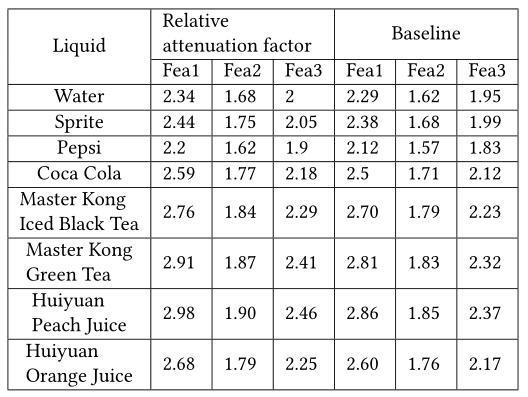 Liquid Relative attenuation factor Baseline
Fea1 Fea2 Fea3 Fea1 Fea2 Fea3
Water 2.34 1.68 2 2.29 1.62 1.95
Sprite 2.44 1.75 2.05 2.38 1.68 1.99
Pepsi 2.2 1.62 1.9 2.12 1.57 1.83
Coca Cola 2.59 1.77 2.18 2.5 1.71 2.12
Master Kong
Iced Black Tea 2.76 1.84 2.29 2.70 1.79 2.23
Master Kong
Green Tea 2.91 1.87 2.41 2.81 1.83 2.32
Huiyuan
Peach Juice 2.98 1.90 2.46 2.86 1.85 2.37
Huiyuan
Orange Juice 2.68 1.79 2.25 2.60 1.76 2.17